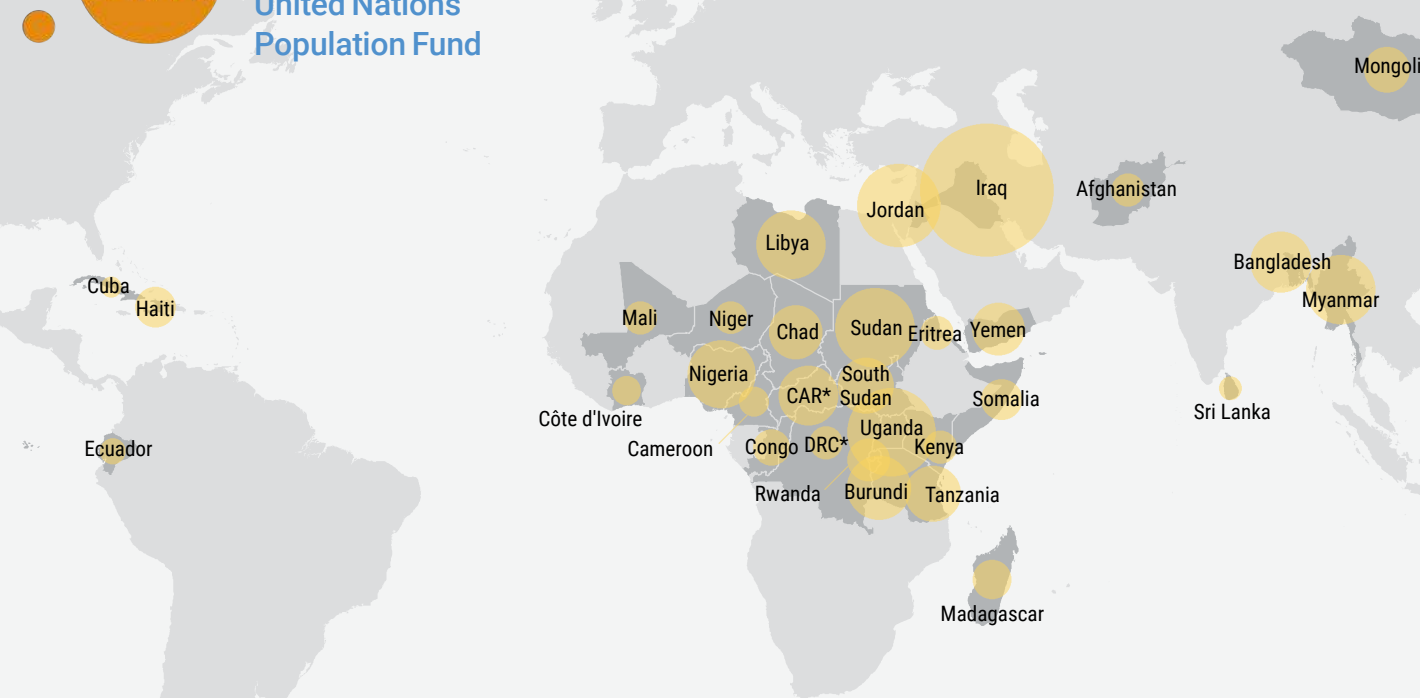 United Nations
Population Fund
Mongoli
Iraq
Afghanistan
Jordan
Libya
Bangladesh
Cuba
Haiti
Myanmar
Mali
Niger
Chad
Sudan
Eritrea
Yemen
Nigeria
South
Sudan
CAR*
Somalia
Côte d'Ivoire
Sri Lanka
Uganda
Ecuador
Cameroon
Congo
DRC*
Kenya
Rwanda
Burundi
Tanzania
Madagascar